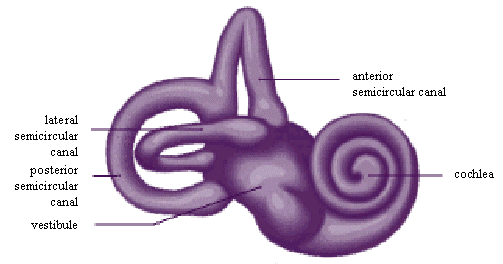 anterior
semicircular canal
lateral
semicircular
canal
posterior
semicircular
canal
cochlea
vestibule